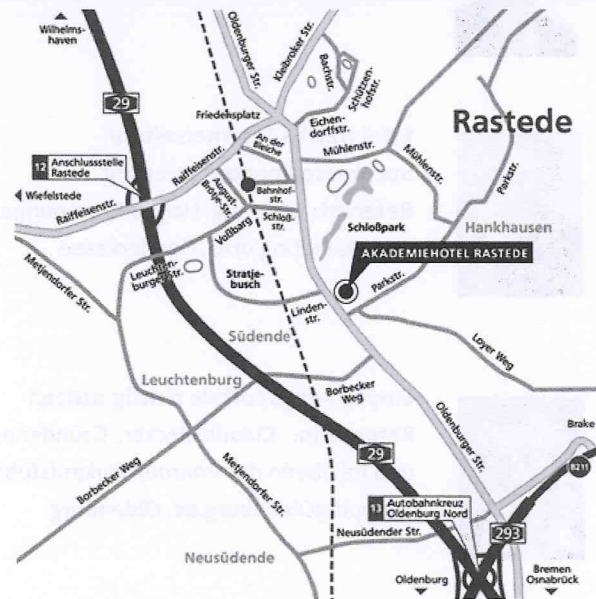 Wilhelms-
haven
29
Oldenburger Str.
Kleibroker Str.
Bachstr.
Schützen-
hofstr.
Friedensplatz
Eichen-
dorffstr.
Rastede
An der
Bleiche
Mühlenstr.
Mühlenstr.
Parkstr.
12
Anschlussstelle
Rastede
Raiffeisenstr.
Wiefelstede
Raiffeisenstr.
August-
Brötje-Str.
Bahnhof-
str.
Schloß-
str.
Voßbarg
Schloßpark
Hankhausen
AKADEMIEHOTEL RASTEDE
Metjendorfer Str.
Leuchten-
burger Str.
Stratje-
busch
Linden-
str.
Parkstr.
Südende
Loyer Weg
Leuchtenburg
Borbecker
Weg
Oldenburger Str.
Brake
B211
29
Borbecker Weg
Metjendorfer Str.
13
Autobahnkreuz
Oldenburg Nord
293
Neusüdender Str.
Neusüdende
Oldenburg
Bremen
Osnabrück